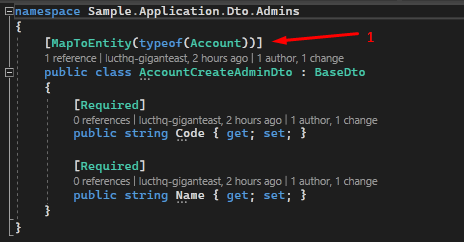 namespace Sample.Application.Dto.Admins
{
[MapToEntity(typeof(Account))]
1
1 reference | lucthq-giganteast, 2 hours ago | 1 author, 1 change
public class AccountCreateAdminDto : BaseDto
{
[Required]
0 references | lucthq-giganteast, 2 hours ago | 1 author, 1 change
public string Code { get; set; }
[Required]
0 references | lucthq-giganteast, 2 hours ago | 1 author, 1 change
public string Name { get; set; }
}
}